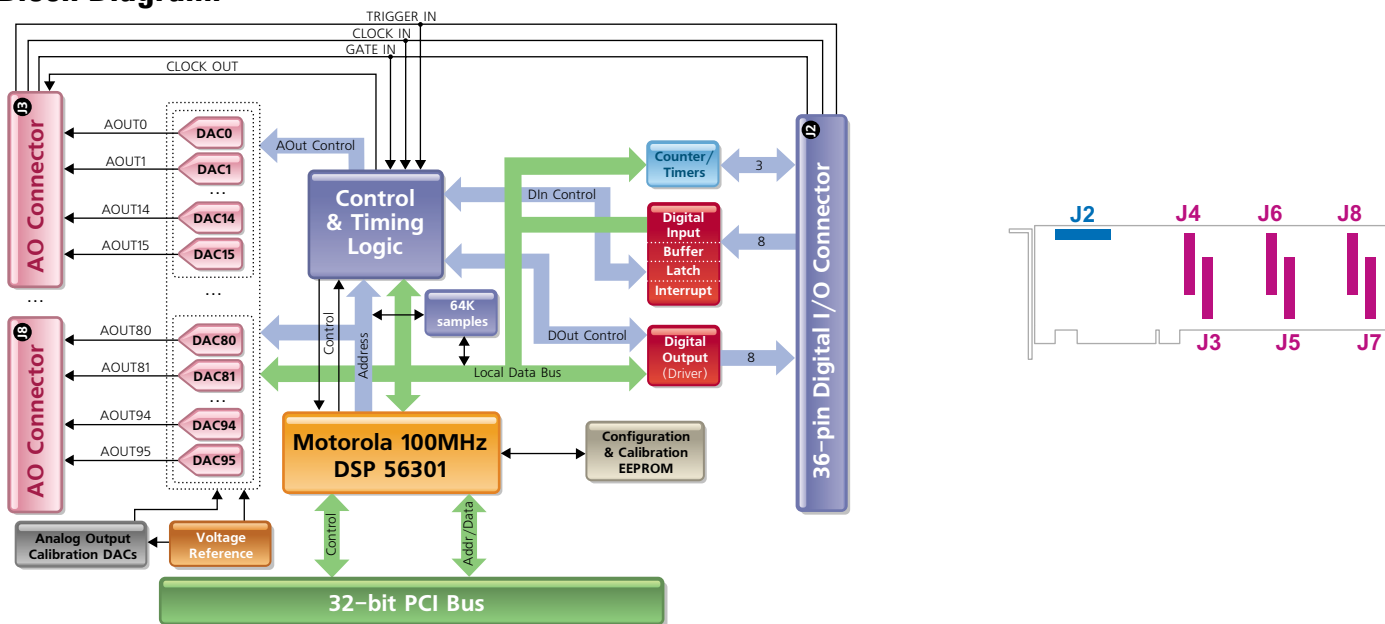 Block Diagram:
TRIGGER IN
CLOCK IN
GATE IN
CLOCK OUT
J3
AO Connector
AOUT0
DAC0
AOUT1
DAC1
...
AOUT14
DAC14
AOUT15
DAC15
...
...
J8
AO Connector
AOUT80
DAC80
AOUT81
DAC81
...
AOUT94
DAC94
AOUT95
DAC95
Analog Output
Calibration DACs
Voltage
Reference
AOut Control
Control
& Timing
Logic
DIn Control
DOut Control
Control
Address
64K
samples
Local Data Bus
Motorola 100MHz
DSP 56301
Configuration
& Calibration
EEPROM
Control
Addr/Data
32-bit PCI Bus
Counter/
Timers
3
Digital
Input
Buffer
Latch
Interrupt
8
Digital
Output
(Driver)
8
J2
36-pin Digital I/O Connector
J2
J4
J6
J8
J3
J5
J7